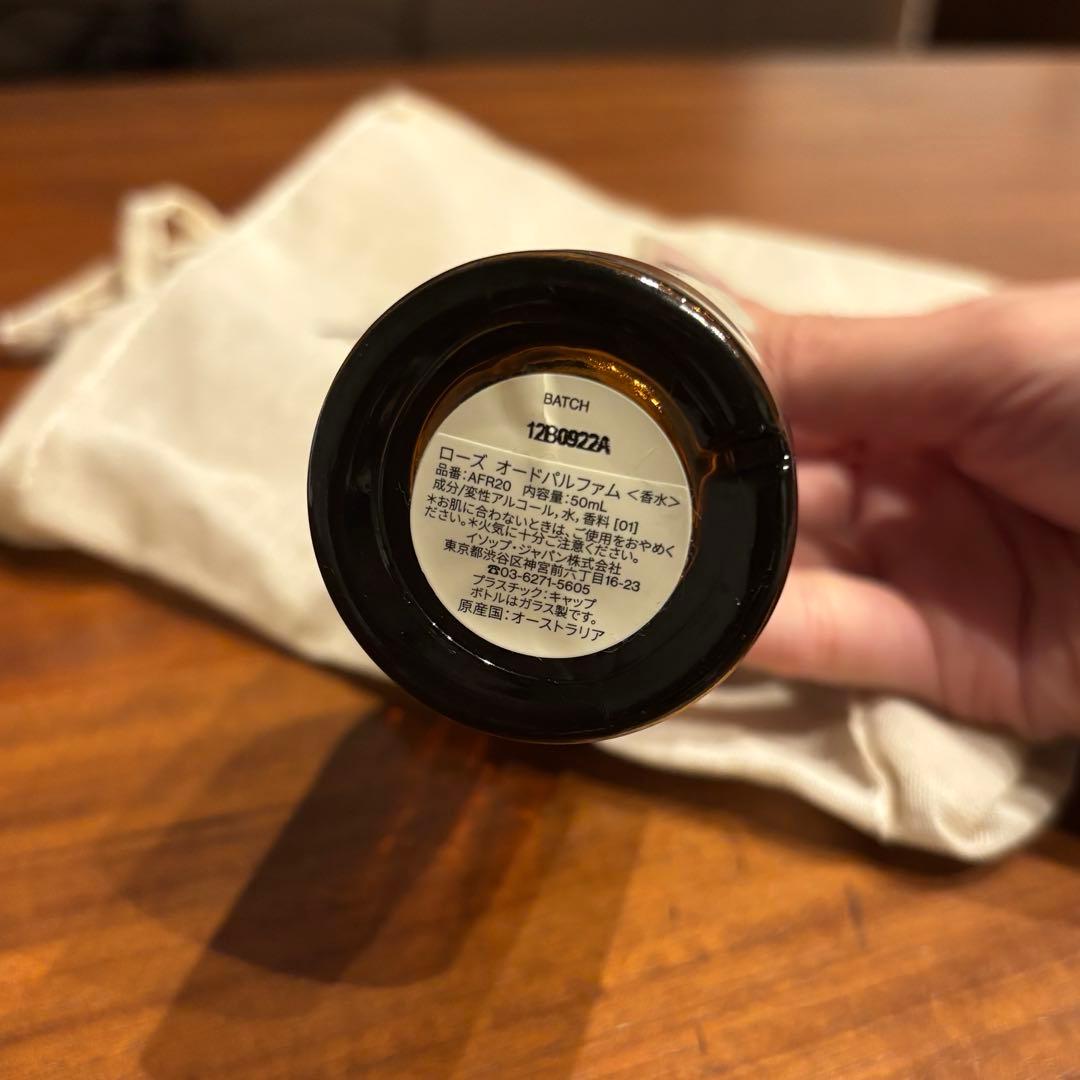 BATCH
12B0922A
ローズ オードパルファム <香水>
品番:AFR20 内容量:50mL
成分/変性アルコール, 水, 香料 [01]
*お肌に合わないときは、ご使用をおやめく
ださい。*火気に十分ご注意ください。
イソップ・ジャパン株式会社
東京都渋谷区神宮前六丁目16-23
☎03-6271-5605
プラスチック:キャップ
ボトルはガラス製です。
原産国:オーストラリア